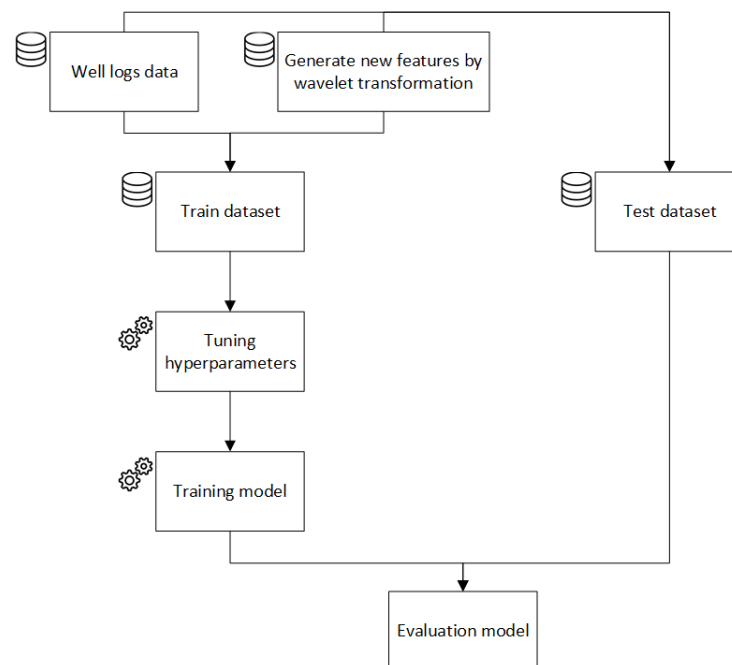 Well logs data
Generate new features by
wavelet transformation
Train dataset
Test dataset
Tuning
hyperparameters
Training model
Evaluation model